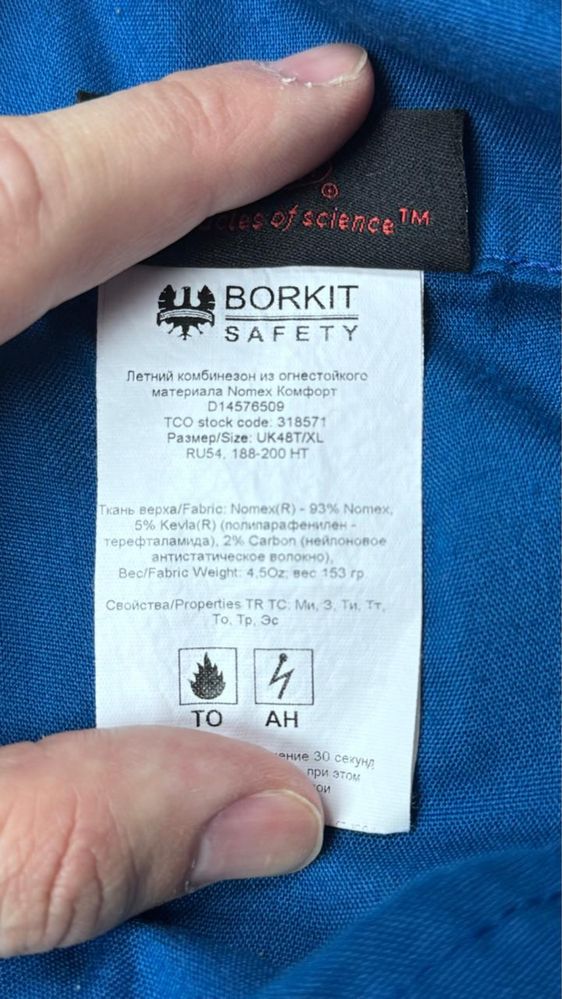 of science™
BORKIT
SAFETY
Летний комбинезон из огнестойкого
материала Nomex Комфорт
D14576509
TCO stock code: 318571
Размер/Size: UK48T/XL
RU54, 188-200 HT
Ткань верха/Fabric: Nomex(R) - 93% Nomex,
5% Kevla(R) (полипарафенилен -
терефталамида), 2% Carbon (нейлоновое
антистатическое волокно),
Вес/Fabric Weight: 4,5Oz; вес 153 гр
Свойства/Properties TR TC. Ми, З, Ти, Тт,
То, Тр, Эс
ТО АН
30 секунд
при этом